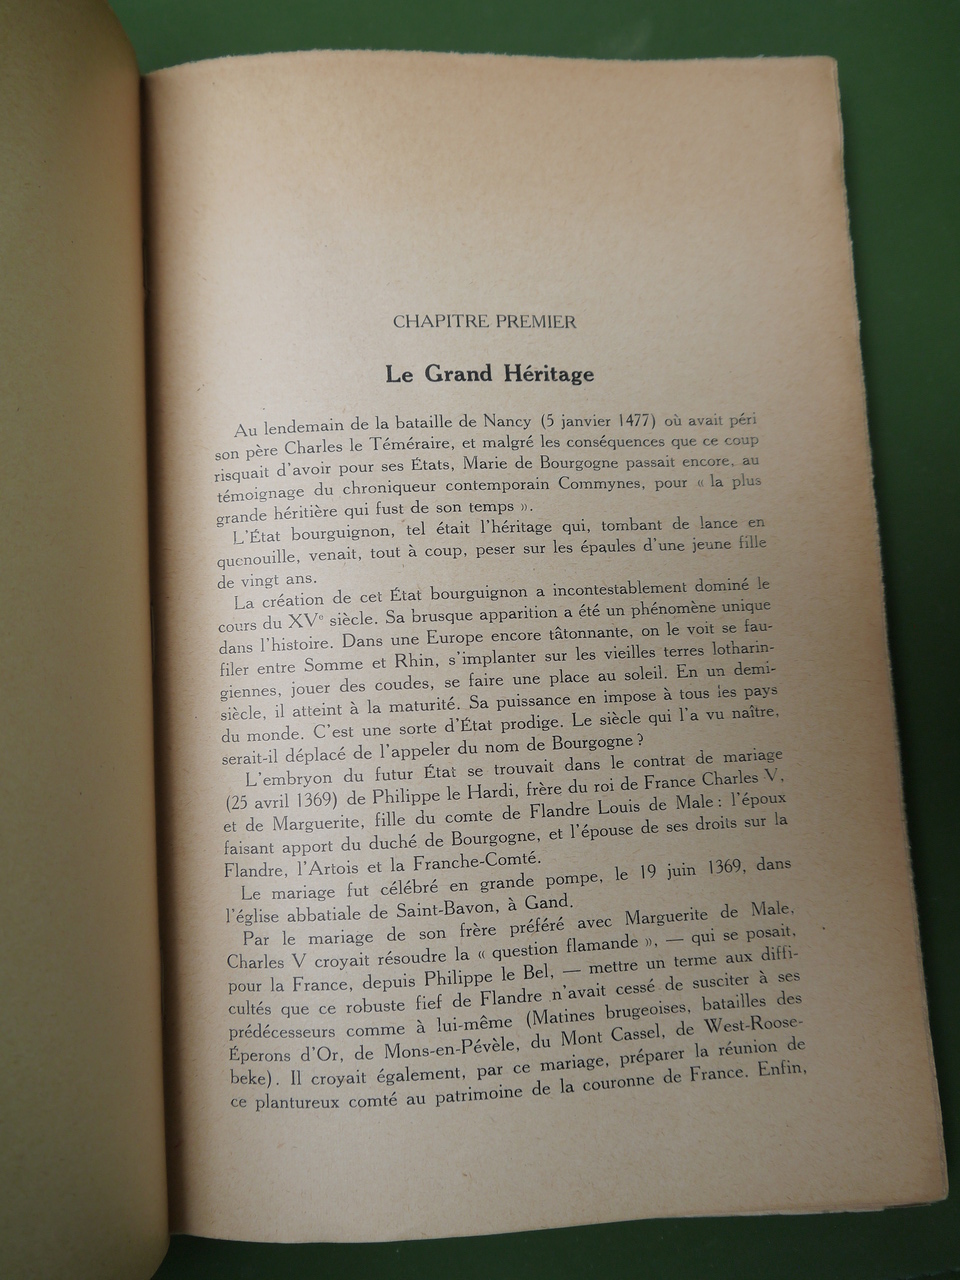 CHAPITRE PREMIER
Le Grand Héritage
Au lendemain de la bataille de Nancy (5 janvier 1477) où avait péri
son père Charles le Téméraire, et malgré les conséquences que ce coup
risquait d'avoir pour ses États, Marie de Bourgogne passait encore, au
témoignage du chroniqueur contemporain Commynes, pour « la plus
grande héritière qui fust de son temps ».
L'État bourguignon, tel était l'héritage qui, tombant de lance en
quenouille, venait, tout à coup, peser sur les épaules d'une jeune fille
de vingt ans.
La création de cet État bourguignon a incontestablement dominé le
cours du XVe siècle. Sa brusque apparition a été un phénomène unique
dans l'histoire. Dans une Europe encore tâtonnante, on le voit se fau-
filer entre Somme et Rhin, s'implanter sur les vieilles terres lotharin-
giennes, jouer des coudes, se faire une place au soleil. En un demi-
siècle, il atteint à la maturité. Sa puissance en impose à tous les pays
du monde. C'est une sorte d'État prodige. Le siècle qui l'a vu naître,
serait-il déplacé de l'appeler du nom de Bourgogne ?
L'embryon du futur État se trouvait dans le contrat de mariage
(25 avril 1369) de Philippe le Hardi, frère du roi de France Charles V,
et de Marguerite, fille du comte de Flandre Louis de Male : l'époux
faisant apport du duché de Bourgogne, et l'épouse de ses droits sur la
Flandre, l'Artois et la Franche-Comté.
Le mariage fut célébré en grande pompe, le 19 juin 1369, dans
l'église abbatiale de Saint-Bavon, à Gand.
Par le mariage de son frère préféré avec Marguerite de Male,
Charles V croyait résoudre la « question flamande », — qui se posait,
pour la France, depuis Philippe le Bel, — mettre un terme aux diffi-
cultés que ce robuste fief de Flandre n'avait cessé de susciter à ses
prédécesseurs comme à lui-même (Matines brugeoises, batailles des
Éperons d'Or, de Mons-en-Pévèle, du Mont Cassel, de West-Roose-
beke). Il croyait également, par ce mariage, préparer la réunion de
ce plantureux comté au patrimoine de la couronne de France. Enfin,